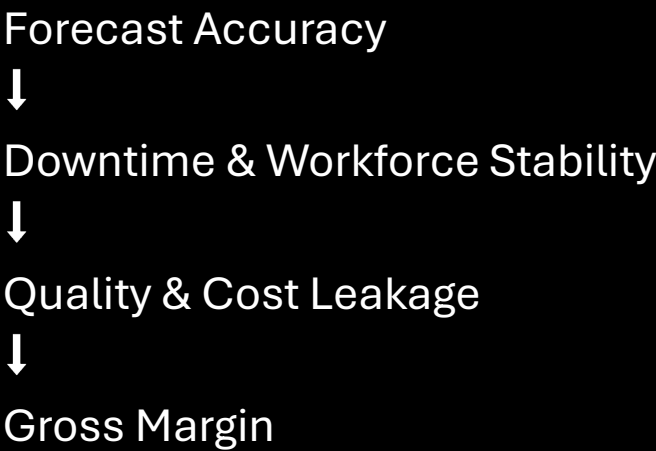 Forecast Accuracy
⬇
Downtime & Workforce Stability
⬇
Quality & Cost Leakage
⬇
Gross Margin